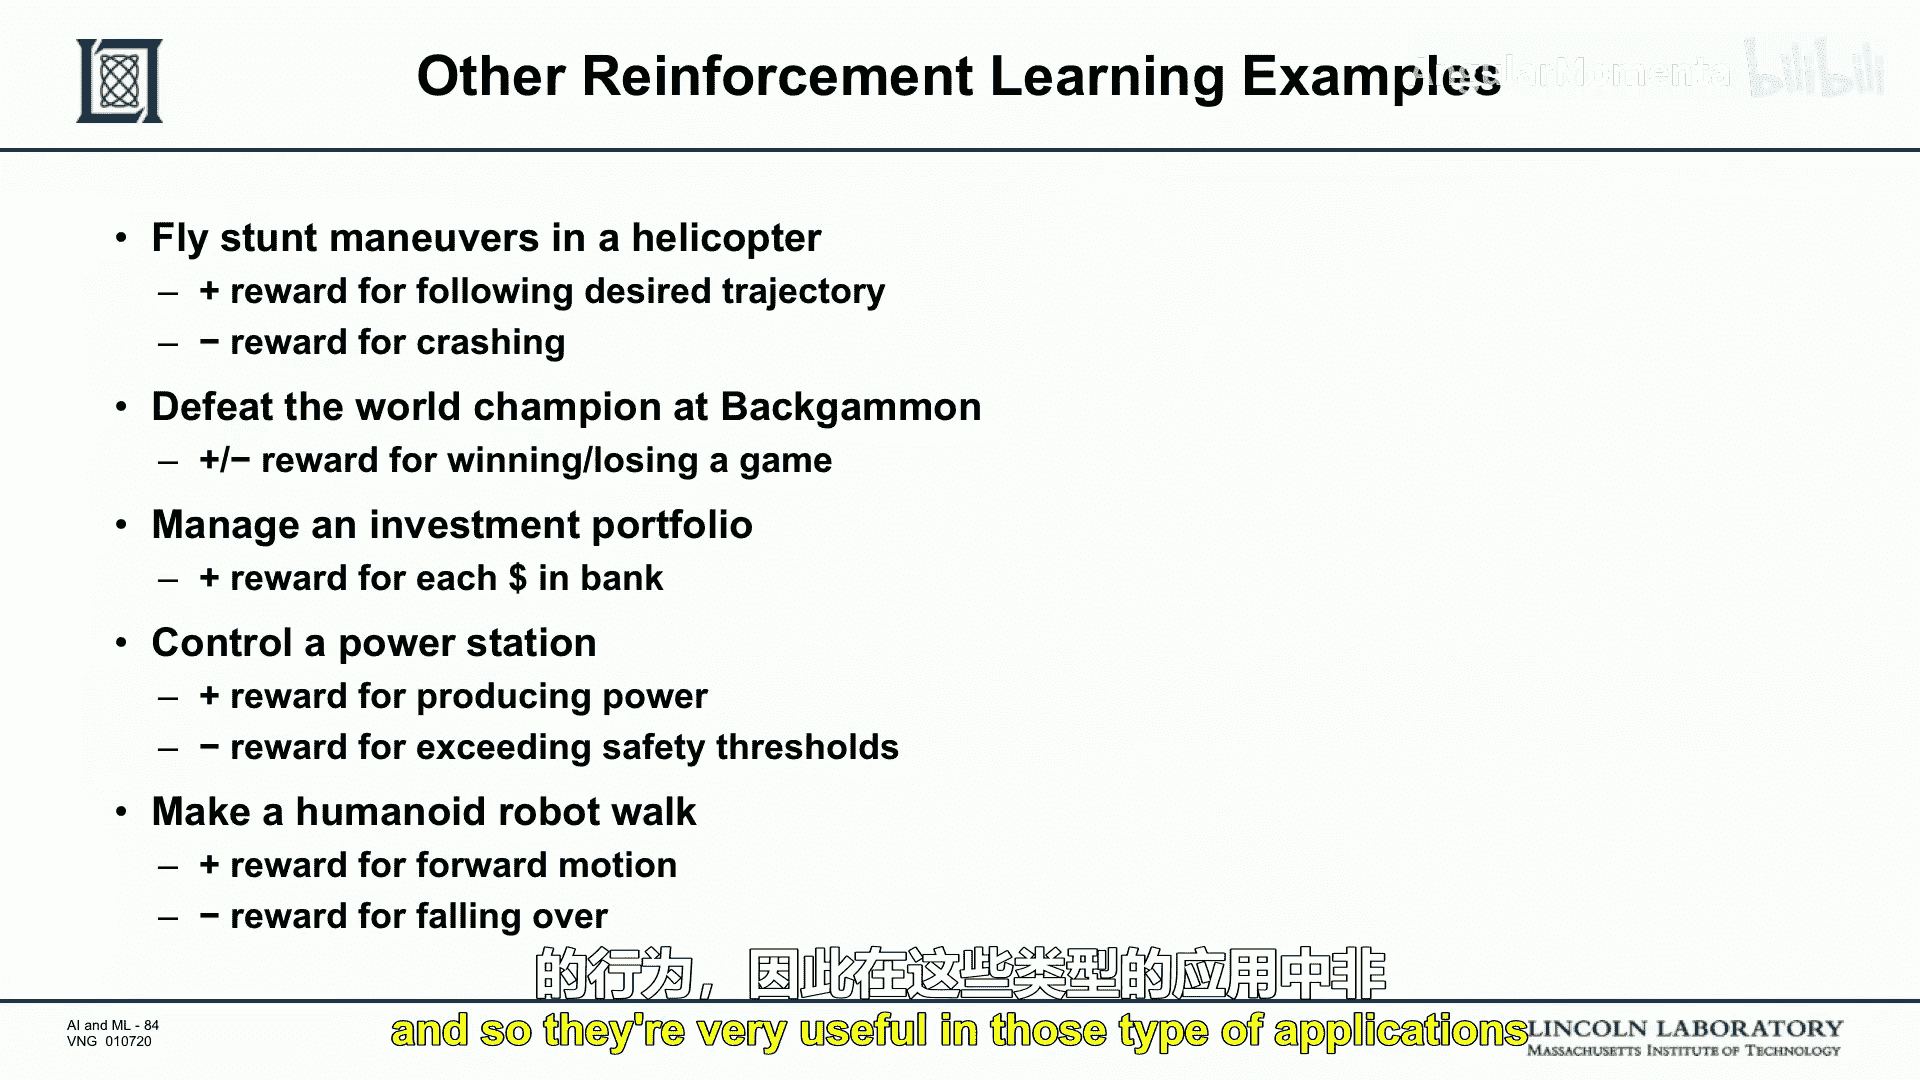 Other Reinforcement Learning Examples
AngularMomenta bilibili
• Fly stunt maneuvers in a helicopter
– + reward for following desired trajectory
– − reward for crashing
• Defeat the world champion at Backgammon
– +/− reward for winning/losing a game
• Manage an investment portfolio
– + reward for each $ in bank
• Control a power station
– + reward for producing power
– − reward for exceeding safety thresholds
• Make a humanoid robot walk
– + reward for forward motion
– − reward for falling over
的行为，因此在这些类型的应用中非
and so they're very useful in those type of applications
AI and ML - 84
VNG 010720
LINCOLN LABORATORY
MASSACHUSETTS INSTITUTE OF TECHNOLOGY